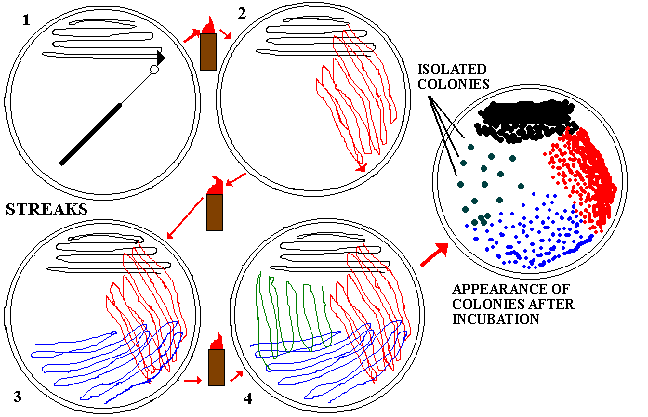 1
2
ISOLATED
COLONIES
STREAKS
APPEARANCE OF
COLONIES AFTER
INCUBATION
3
4